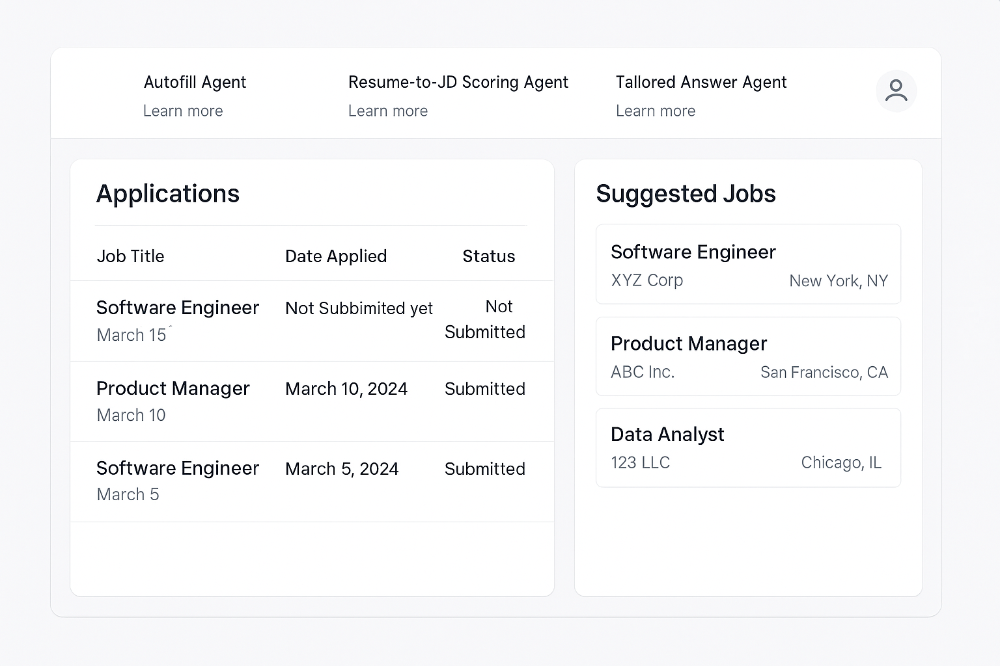 Autofill Agent
Learn more
Resume-to-JD Scoring Agent
Learn more
Tallored Answer Agent
Learn more
Applications
Job Title Date Applied Status
Software Engineer Not Subbimited yet Not
March 15 Submitted
Product Manager March 10, 2024 Submitted
March 10
Software Engineer March 5, 2024 Submitted
March 5
Suggested Jobs
Software Engineer
XYZ Corp New York, NY
Product Manager
ABC Inc. San Francisco, CA
Data Analyst
123 LLC Chicago, IL